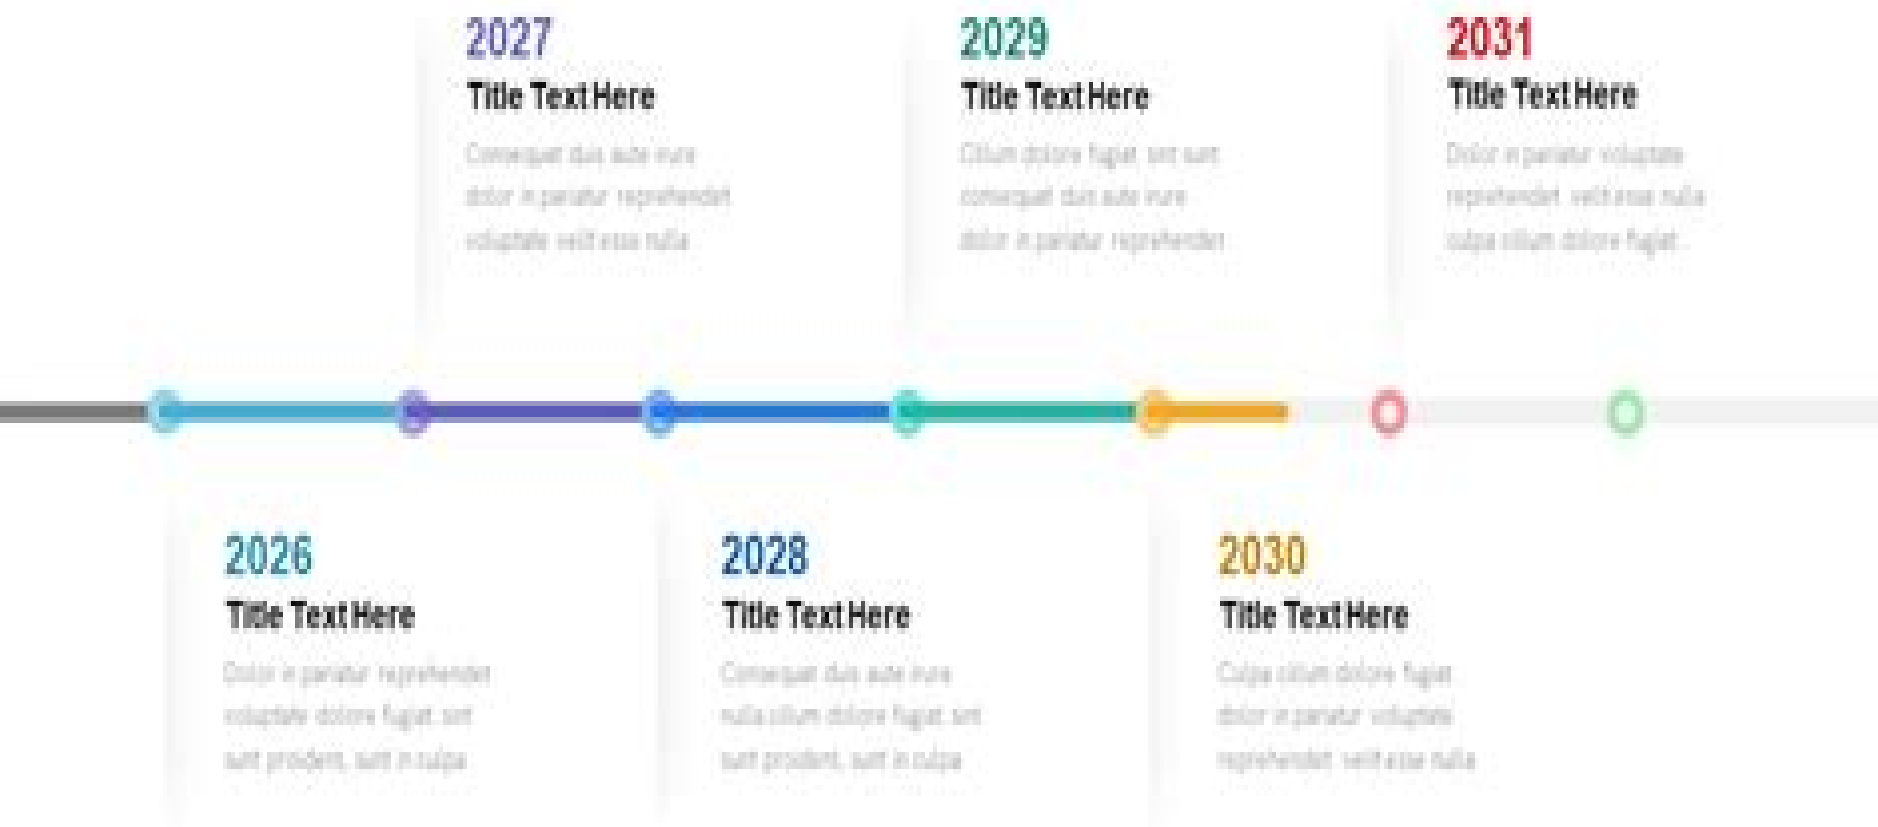 2027
Title Text Here
Consequat duis aute irure
dolor in pariatur reprehendet
voluptate velit esse nulla
2029
Title Text Here
Cillum dolore fugiat sint sunt
consequat duis aute irure
dolor in pariatur reprehendet
2031
Title Text Here
Dolor in pariatur voluptate
reprehendet velit esse nulla
culpa cillum dolore fugiat
2026
Title Text Here
Dolor in pariatur reprehendet
voluptate dolore fugiat sint
sunt proident, sunt in culpa
2028
Title Text Here
Consequat duis aute irure
nulla cillum dolore fugiat sint
sunt proident, sunt in culpa
2030
Title Text Here
Culpa cillum dolore fugiat
dolor in pariatur voluptate
reprehendet velit esse nulla